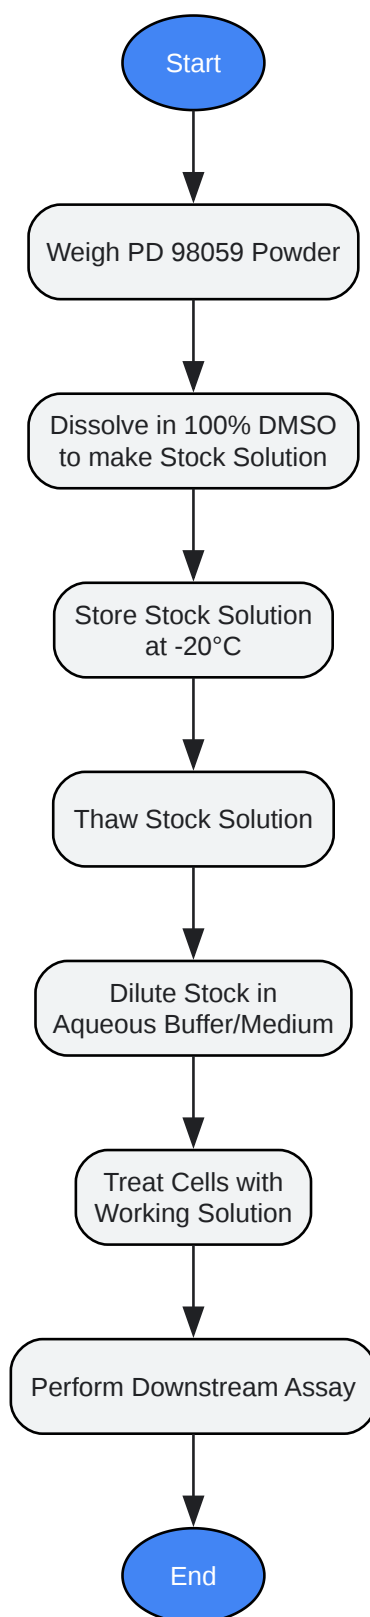 Start
Weigh PD 98059 Powder
Dissolve in 100% DMSO
to make Stock Solution
Store Stock Solution
at -20°C
Thaw Stock Solution
Dilute Stock in
Aqueous Buffer/Medium
Treat Cells with
Working Solution
Perform Downstream Assay
End